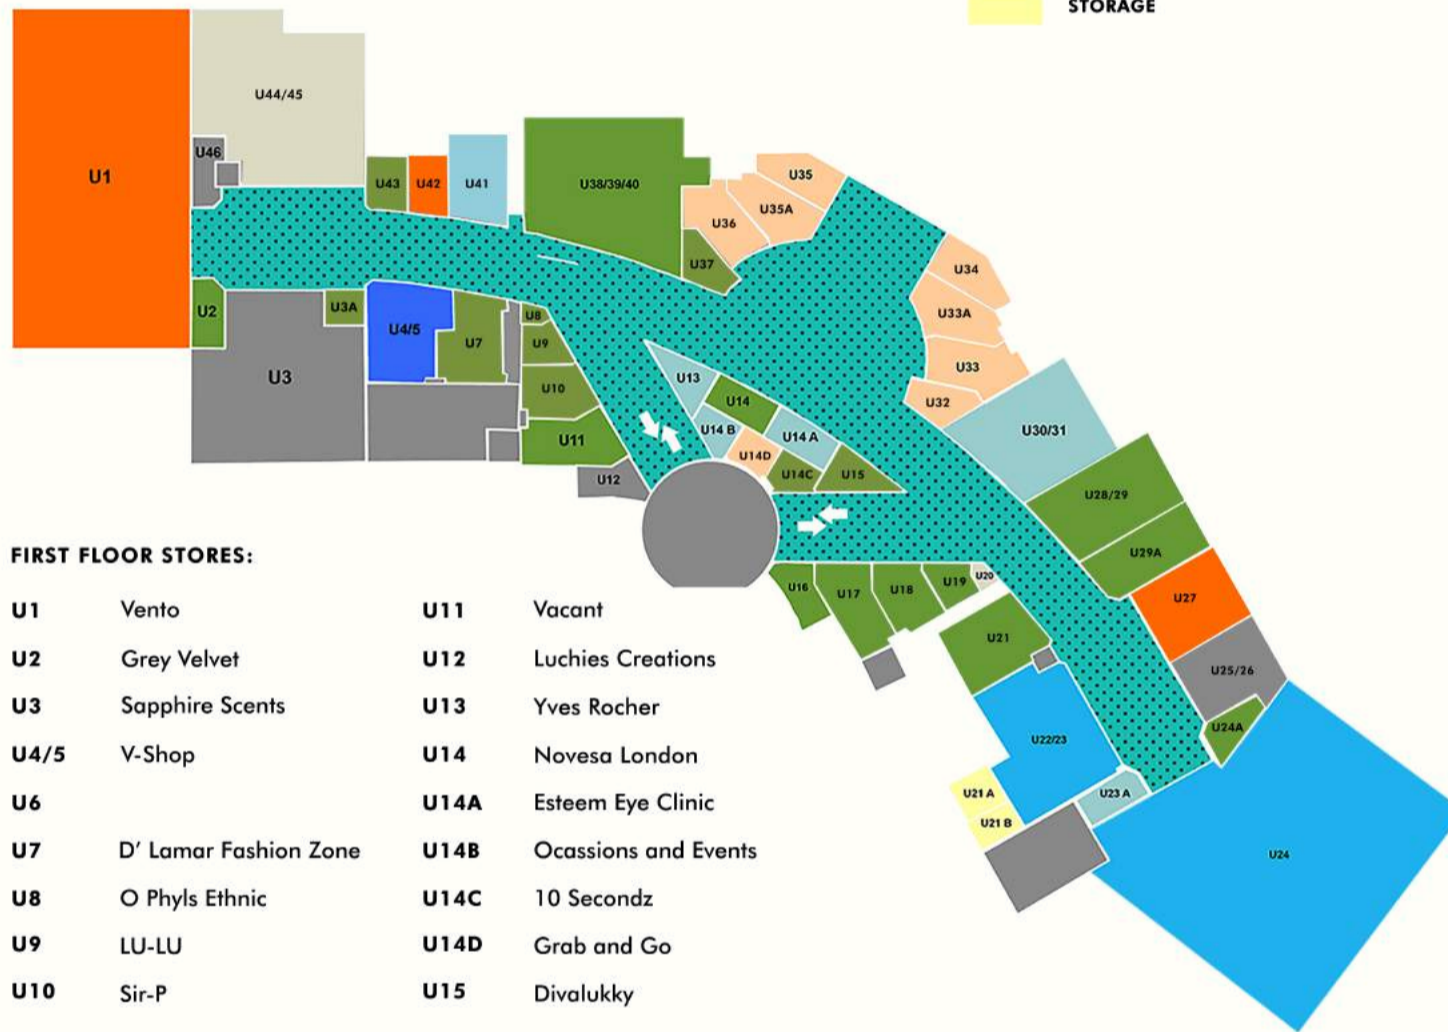 STORAGE
U44/45
U1
U46
U43
U42
U41
U38/39/40
U35
U35A
U36
U37
U34
U33A
U33
U32
U2
U3A
U3
U4/5
U7
U8
U9
U10
U11
U12
U13
U14
U14 B
U14 A
U14D
U14C
U15
U30/31
U28/29
U29A
U27
U25/26
U24A
U16
U17
U18
U19
U20
U21
U22/23
U21 A
U21 B
U23 A
U24
FIRST FLOOR STORES:
U1 Vento
U2 Grey Velvet
U3 Sapphire Scents
U4/5 V-Shop
U6
U7 D' Lamar Fashion Zone
U8 O Phyls Ethnic
U9 LU-LU
U10 Sir-P
U11 Vacant
U12 Luchies Creations
U13 Yves Rocher
U14 Novesa London
U14A Esteem Eye Clinic
U14B Ocassions and Events
U14C 10 Secondz
U14D Grab and Go
U15 Divalukky